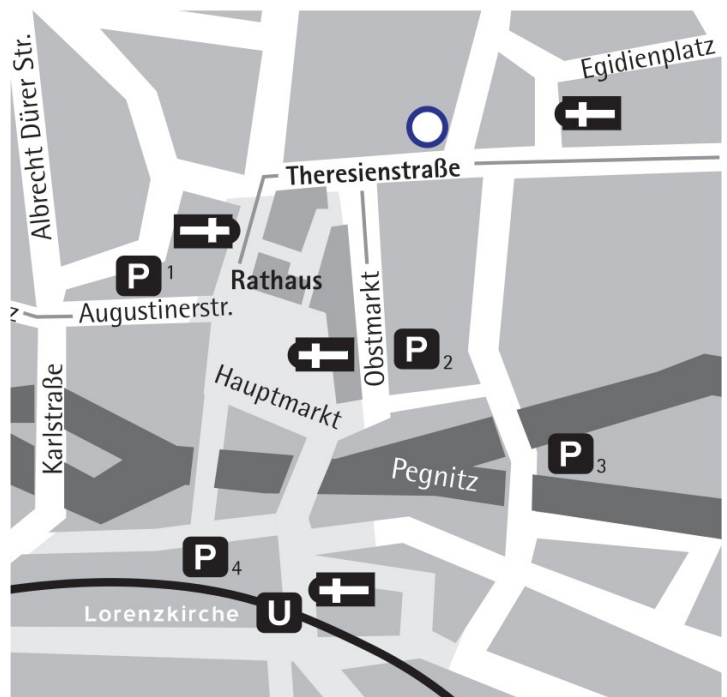 Egidienplatz
Albrecht Dürer Str.
Theresienstraße
P 1
Rathaus
z
Augustinerstr.
Obstmarkt
P 2
Karlstraße
Hauptmarkt
P 3
Pegnitz
P 4
Lorenzkirche
U